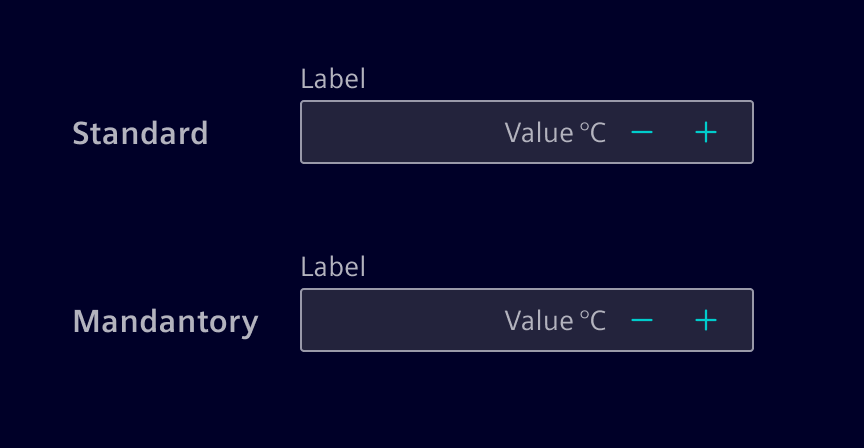 Label
Standard
Value °C − +
Label
Mandantory
Value °C − +